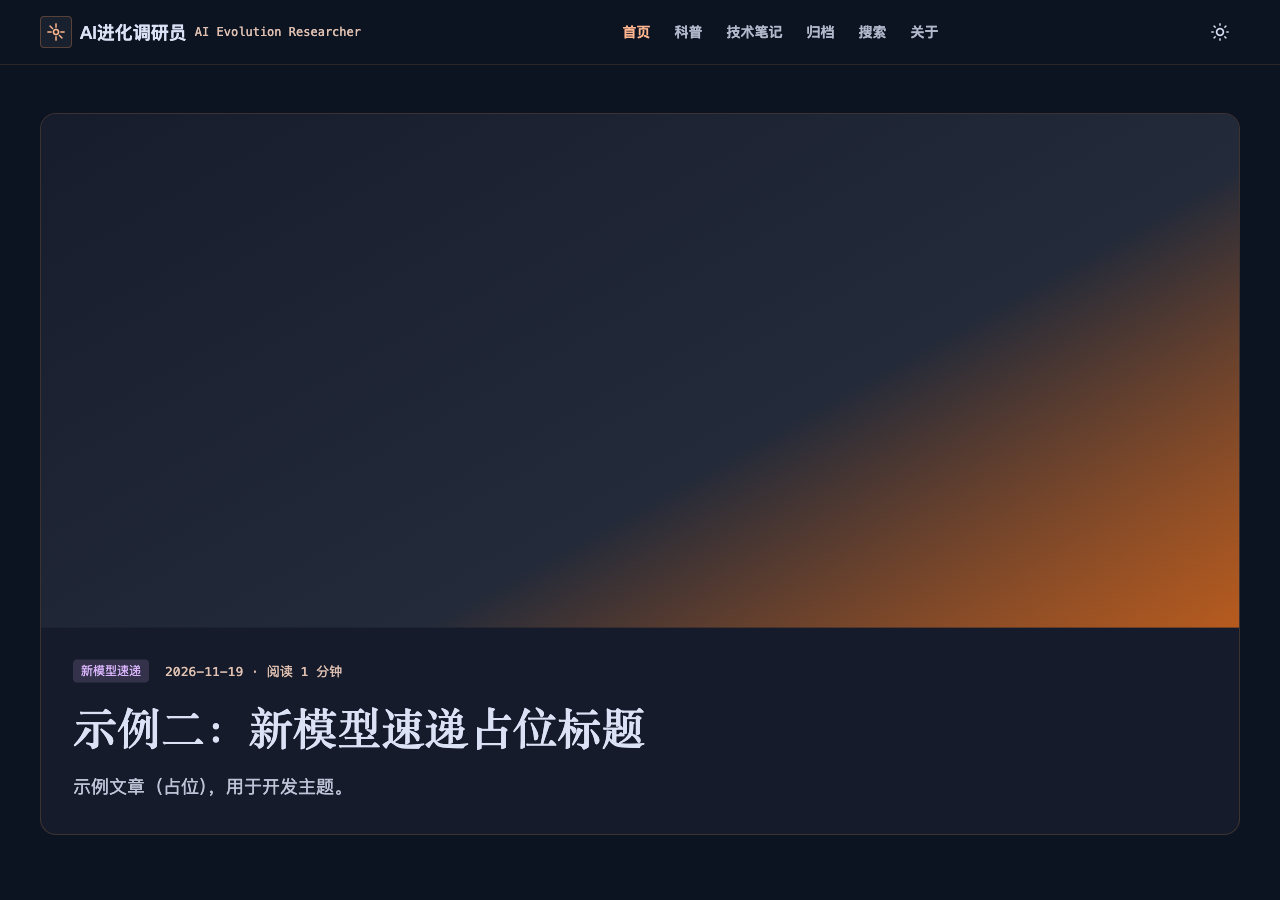 AI进化调研员 AI Evolution Researcher 首页 科普 技术笔记 归档 搜索 关于
新模型速递 2026-11-19 · 阅读 1 分钟
示例二：新模型速递占位标题
示例文章（占位），用于开发主题。